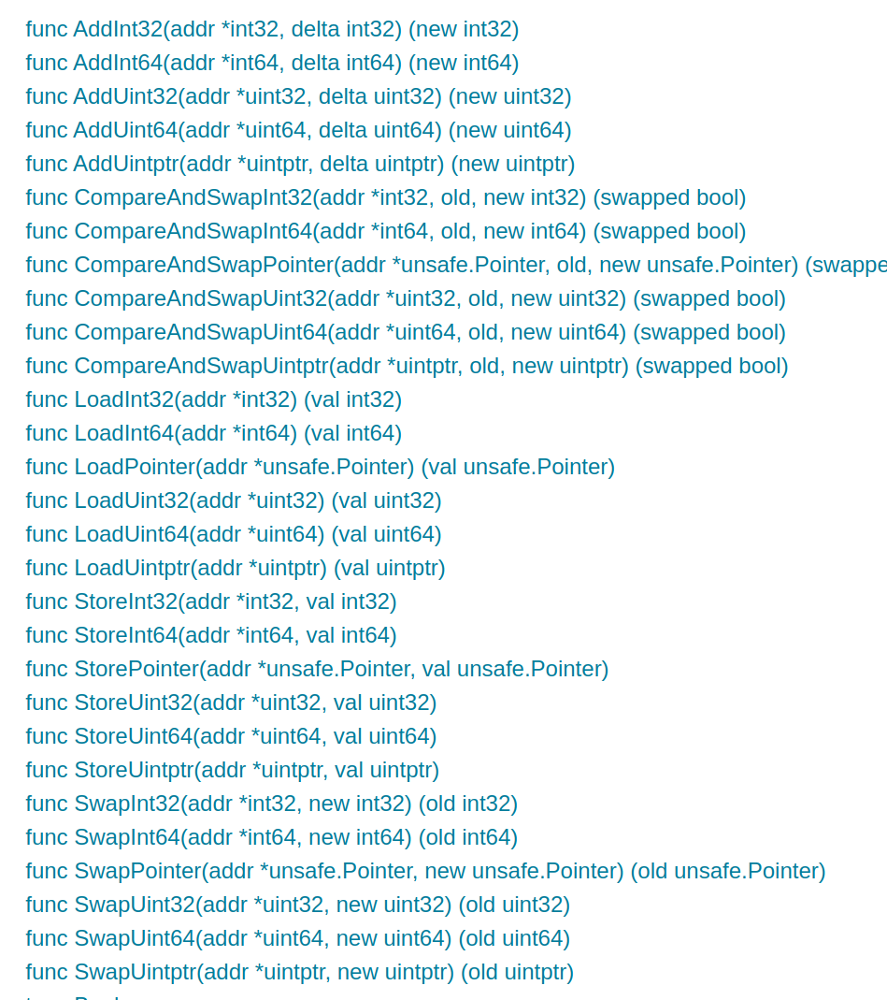 func AddInt32(addr *int32, delta int32) (new int32)
func AddInt64(addr *int64, delta int64) (new int64)
func AddUint32(addr *uint32, delta uint32) (new uint32)
func AddUint64(addr *uint64, delta uint64) (new uint64)
func AddUintptr(addr *uintptr, delta uintptr) (new uintptr)
func CompareAndSwapInt32(addr *int32, old, new int32) (swapped bool)
func CompareAndSwapInt64(addr *int64, old, new int64) (swapped bool)
func CompareAndSwapPointer(addr *unsafe.Pointer, old, new unsafe.Pointer) (swappe
func CompareAndSwapUint32(addr *uint32, old, new uint32) (swapped bool)
func CompareAndSwapUint64(addr *uint64, old, new uint64) (swapped bool)
func CompareAndSwapUintptr(addr *uintptr, old, new uintptr) (swapped bool)
func LoadInt32(addr *int32) (val int32)
func LoadInt64(addr *int64) (val int64)
func LoadPointer(addr *unsafe.Pointer) (val unsafe.Pointer)
func LoadUint32(addr *uint32) (val uint32)
func LoadUint64(addr *uint64) (val uint64)
func LoadUintptr(addr *uintptr) (val uintptr)
func StoreInt32(addr *int32, val int32)
func StoreInt64(addr *int64, val int64)
func StorePointer(addr *unsafe.Pointer, val unsafe.Pointer)
func StoreUint32(addr *uint32, val uint32)
func StoreUint64(addr *uint64, val uint64)
func StoreUintptr(addr *uintptr, val uintptr)
func SwapInt32(addr *int32, new int32) (old int32)
func SwapInt64(addr *int64, new int64) (old int64)
func SwapPointer(addr *unsafe.Pointer, new unsafe.Pointer) (old unsafe.Pointer)
func SwapUint32(addr *uint32, new uint32) (old uint32)
func SwapUint64(addr *uint64, new uint64) (old uint64)
func SwapUintptr(addr *uintptr, new uintptr) (old uintptr)